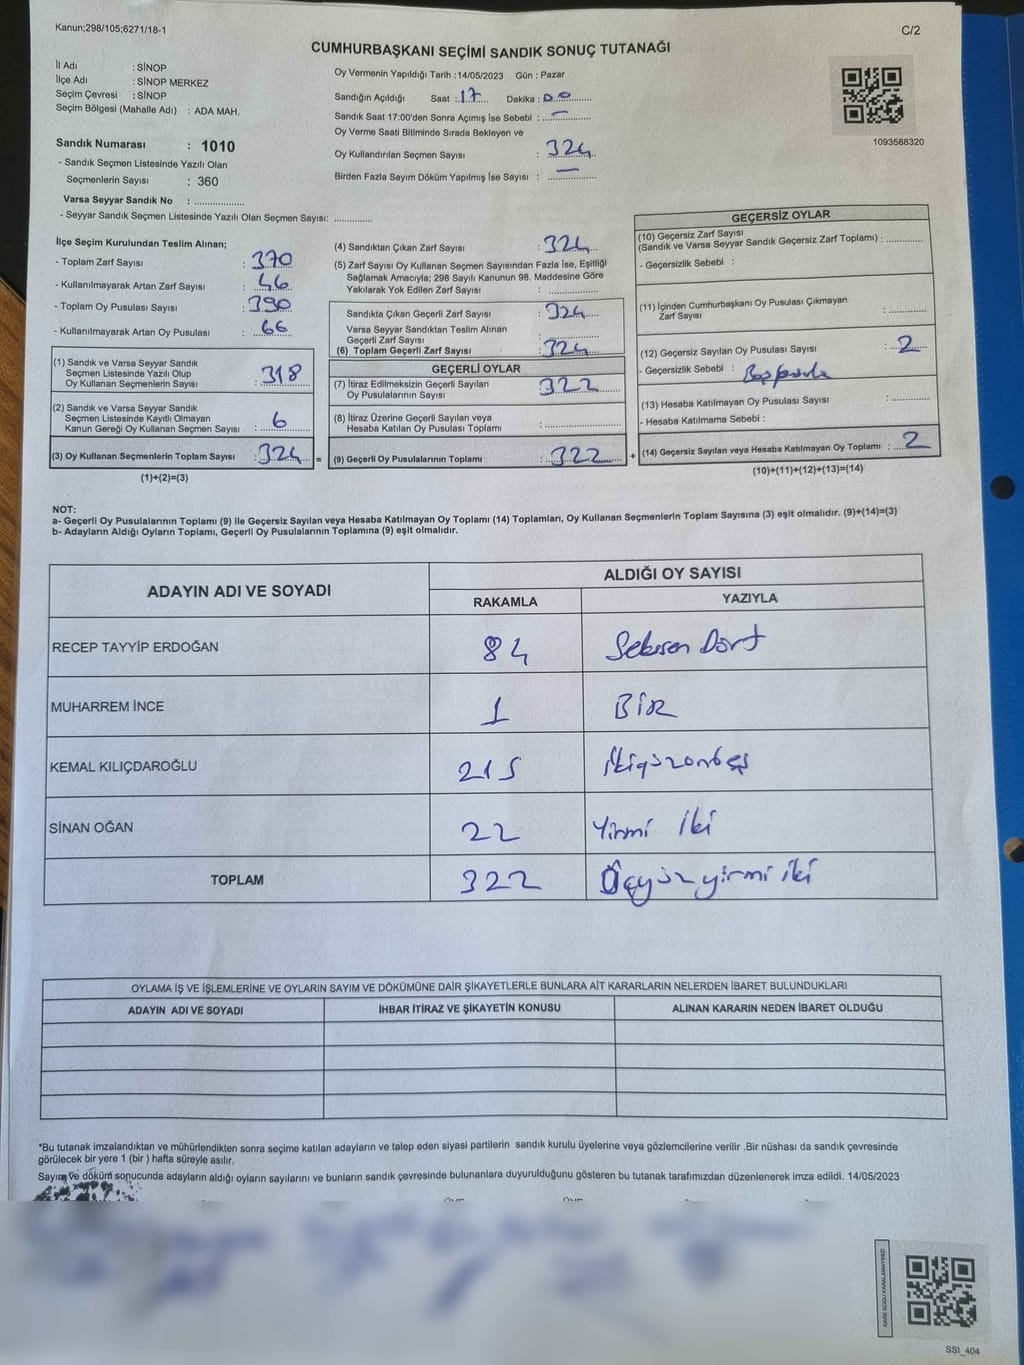 Kanun;298/105;6271/18-1
C/2
CUMHURBAŞKANI SEÇİMİ SANDIK SONUÇ TUTANAĞI
İl Adı : SİNOP
İlçe Adı : SİNOP MERKEZ
Seçim Çevresi : SİNOP
Seçim Bölgesi (Mahalle Adı) : ADA MAH.
Sandık Numarası : 1010
- Sandık Seçmen Listesinde Yazılı Olan
Seçmenlerin Sayısı : 360
Varsa Seyyar Sandık No : ..................
- Seyyar Sandık Seçmen Listesinde Yazılı Olan Seçmen Sayısı: ..............
Oy Vermenin Yapıldığı Tarih :14/05/2023 Gün : Pazar
Sandığın Açıldığı Saat : 17 Dakika : 00
Sandık Saat 17:00'den Sonra Açımış İse Sebebi : —
Oy Verme Saati Bitiminde Sırada Bekleyen ve
Oy Kullandırılan Seçmen Sayısı : 324
Birden Fazla Sayım Döküm Yapılmış İse Sayısı : —
1093588320
İlçe Seçim Kurulundan Teslim Alınan;
- Toplam Zarf Sayısı : 370
- Kullanılmayarak Artan Zarf Sayısı : 46
- Toplam Oy Pusulası Sayısı : 390
- Kullanılmayarak Artan Oy Pusulası : 66
(1) Sandık ve Varsa Seyyar Sandık
Seçmen Listesinde Yazılı Olup
Oy Kullanan Seçmenlerin Sayısı : 318
(2) Sandık ve Varsa Seyyar Sandık
Seçmen Listesinde Kayıtlı Olmayan
Kanun Gereği Oy Kullanan Seçmen Sayısı : 6
(3) Oy Kullanan Seçmenlerin Toplam Sayısı : 324 =
(1)+(2)=(3)
(4) Sandıktan Çıkan Zarf Sayısı : 324
(5) Zarf Sayısı Oy Kullanan Seçmen Sayısından Fazla İse, Eşitliği
Sağlamak Amacıyla; 298 Sayılı Kanunun 98. Maddesine Göre
Yakılarak Yok Edilen Zarf Sayısı : ..................
Sandıkta Çıkan Geçerli Zarf Sayısı : 324
Varsa Seyyar Sandıktan Teslim Alınan
Geçerli Zarf Sayısı : ..................
(6) Toplam Geçerli Zarf Sayısı : 324
GEÇERLİ OYLAR
(7) İtiraz Edilmeksizin Geçerli Sayılan
Oy Pusulalarının Sayısı : 322
(8) İtiraz Üzerine Geçerli Sayılan veya
Hesaba Katılan Oy Pusulası Toplamı : ..................
(9) Geçerli Oy Pusulalarının Toplamı : 322 +
GEÇERSİZ OYLAR
(10) Geçersiz Zarf Sayısı
(Sandık ve Varsa Seyyar Sandık Geçersiz Zarf Toplamı) : ..............
- Geçersizlik Sebebi :
(11) İçinden Cumhurbaşkanı Oy Pusulası Çıkmayan
Zarf Sayısı : ..............
(12) Geçersiz Sayılan Oy Pusulası Sayısı : 2
- Geçersizlik Sebebi :
(13) Hesaba Katılmayan Oy Pusulası Sayısı : ..............
- Hesaba Katılmama Sebebi :
(14) Geçersiz Sayılan veya Hesaba Katılmayan Oy Toplamı : 2
(10)+(11)+(12)+(13)=(14)
NOT:
a- Geçerli Oy Pusulalarının Toplamı (9) ile Geçersiz Sayılan veya Hesaba Katılmayan Oy Toplamı (14) Toplamları, Oy Kullanan Seçmenlerin Toplam Sayısına (3) eşit olmalıdır. (9)+(14)=(3)
b- Adayların Aldığı Oyların Toplamı, Geçerli Oy Pusulalarının Toplamına (9) eşit olmalıdır.
ADAYIN ADI VE SOYADI
ALDIĞI OY SAYISI
RAKAMLA YAZIYLA
RECEP TAYYİP ERDOĞAN 84 Seksen Dört
MUHARREM İNCE 1 BİR
KEMAL KILIÇDAROĞLU 215 İkiyüzonbeş
SİNAN OĞAN 22 Yirmi İki
TOPLAM 322 Üçyüzyirmi iki
OYLAMA İŞ VE İŞLEMLERİNE VE OYLARIN SAYIM VE DÖKÜMÜNE DAİR ŞİKAYETLERLE BUNLARA AİT KARARLARIN NELERDEN İBARET BULUNDUKLARI
ADAYIN ADI VE SOYADI İHBAR İTİRAZ VE ŞİKAYETİN KONUSU ALINAN KARARIN NEDEN İBARET OLDUĞU
*Bu tutanak imzalandıktan ve mühürlendikten sonra seçime katılan adayların ve talep eden siyasi partilerin sandık kurulu üyelerine veya gözlemcilerine verilir .Bir nüshası da sandık çevresinde
görülecek bir yere 1 (bir ) hafta süreyle asılır.
Sayım ve döküm sonucunda adayların aldığı oyların sayılarını ve bunların sandık çevresinde bulunanlara duyurulduğunu gösteren bu tutanak tarafımızdan düzenlenerek imza edildi. 14/05/2023
KARE KODU KARALAMAYINIZ!
SSI_404